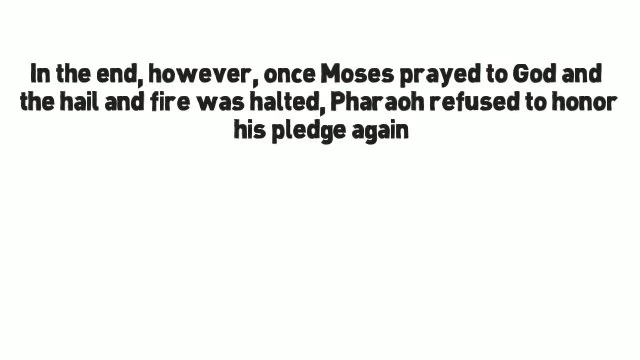 In the end, however, once Moses prayed to God and
the hail and fire was halted, Pharaoh refused to honor
his pledge again